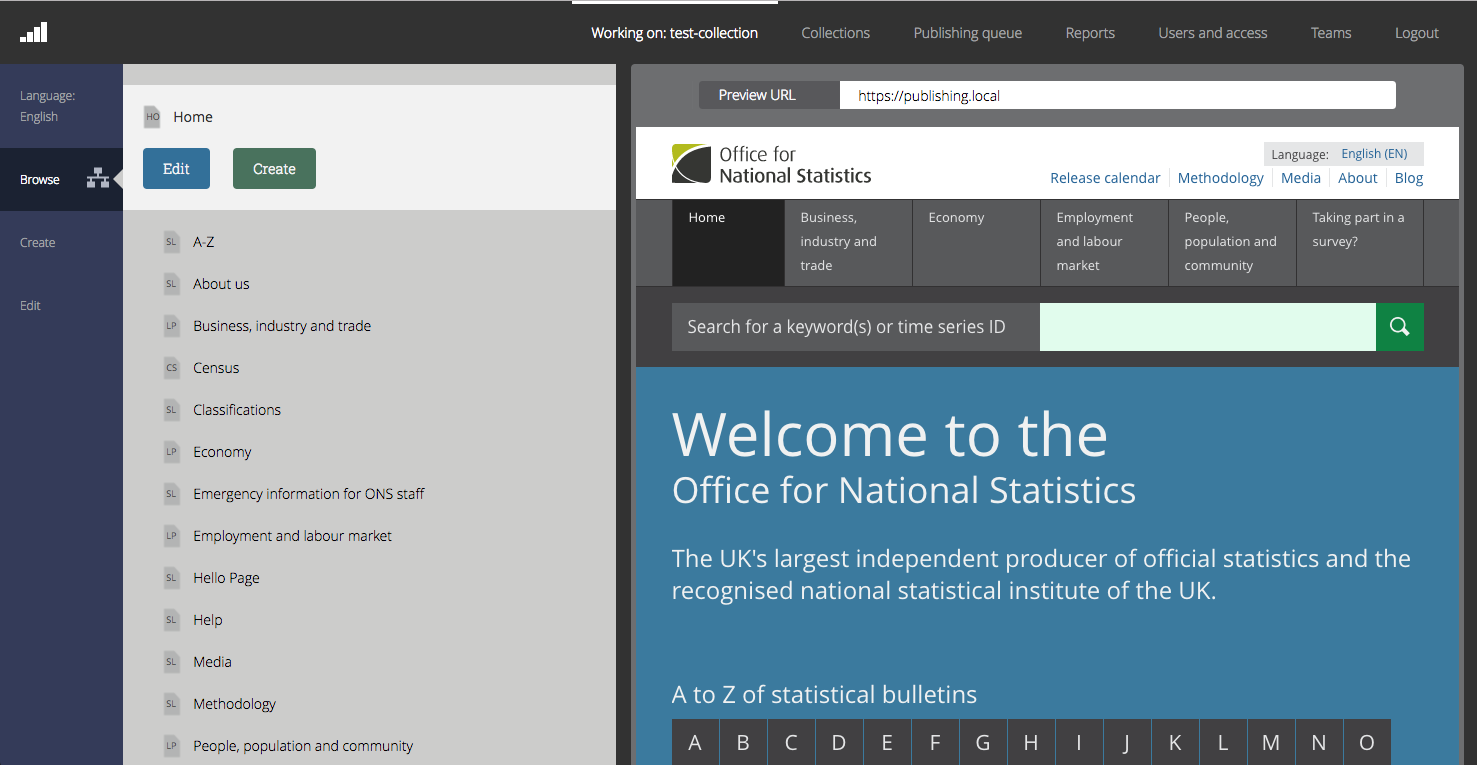 Working on: test-collection
Collections
Publishing queue
Reports
Users and access
Teams
Logout
Language:
English
Browse
Create
Edit
HO Home
Edit
Create
SL A-Z
SL About us
LP Business, industry and trade
CS Census
SL Classifications
LP Economy
SL Emergency information for ONS staff
LP Employment and labour market
SL Hello Page
SL Help
SL Media
SL Methodology
LP People, population and community
Preview URL
https://publishing.local
Office for
National Statistics
Language: English (EN)
Release calendar
Methodology
Media
About
Blog
Home
Business,
industry and
trade
Economy
Employment
and labour
market
People,
population and
community
Taking part in a
survey?
Search for a keyword(s) or time series ID
Welcome to the
Office for National Statistics
The UK's largest independent producer of official statistics and the
recognised national statistical institute of the UK.
A to Z of statistical bulletins
A B C D E F G H I J K L M N O